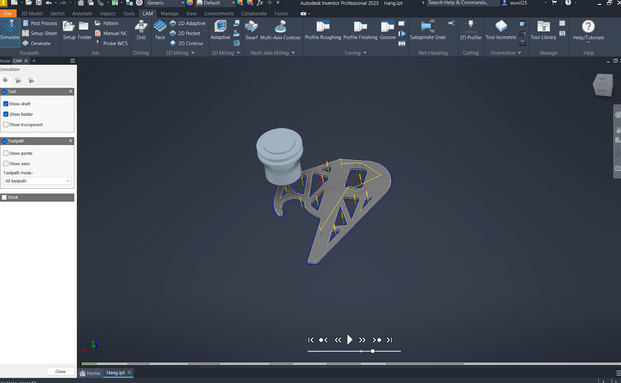 Generic
Default
Autodesk Inventor Professional 2025 Hang.ipt
Search Help & Commands...
File 3D Model Sketch Annotate Inspect Tools CAM Manage View Environments Collaborate Fusion
Simulate
Post Process
Setup Sheet
Generate
Toolpath
Setup
Folder
Pattern
Manual NC
Probe WCS
Job
Drill
Drilling
Face
2D Adaptive
2D Pocket
2D Contour
2D Milling
Adaptive
3D Milling
Swarf
Multi-Axis Contour
Multi-Axis Milling
Profile Roughing
Profile Finishing
Groove
Turning
Subspindle Grab
Part Handling
2D Profile
Cutting
Tool Isometric
Orientation
Tool Library
Manage
Help/Tutorials
Help
Model CAM
Simulation
Tool
Show shaft
Show holder
Show transparent
Toolpath
Show points
Show axes
Toolpath mode:
All toolpath
Stock
Close
Home
Hang.ipt